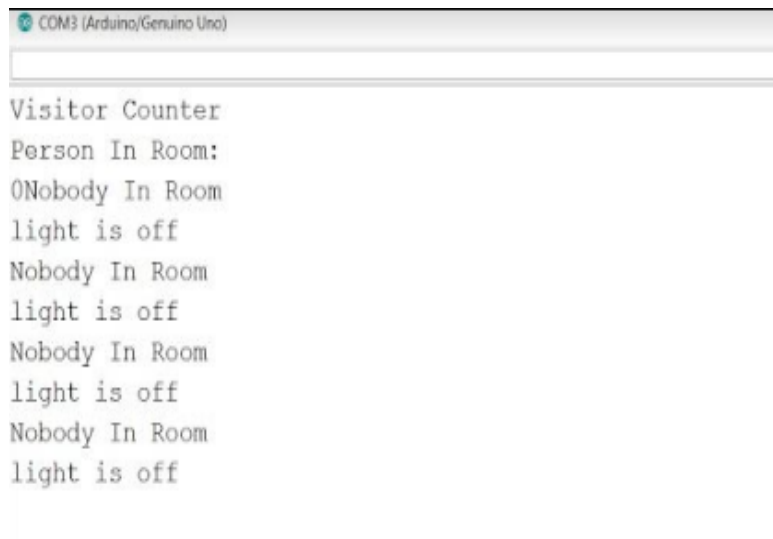 COM3 (Arduino/Genuino Uno)
Visitor Counter
Person In Room:
0Nobody In Room
light is off
Nobody In Room
light is off
Nobody In Room
light is off
Nobody In Room
light is off